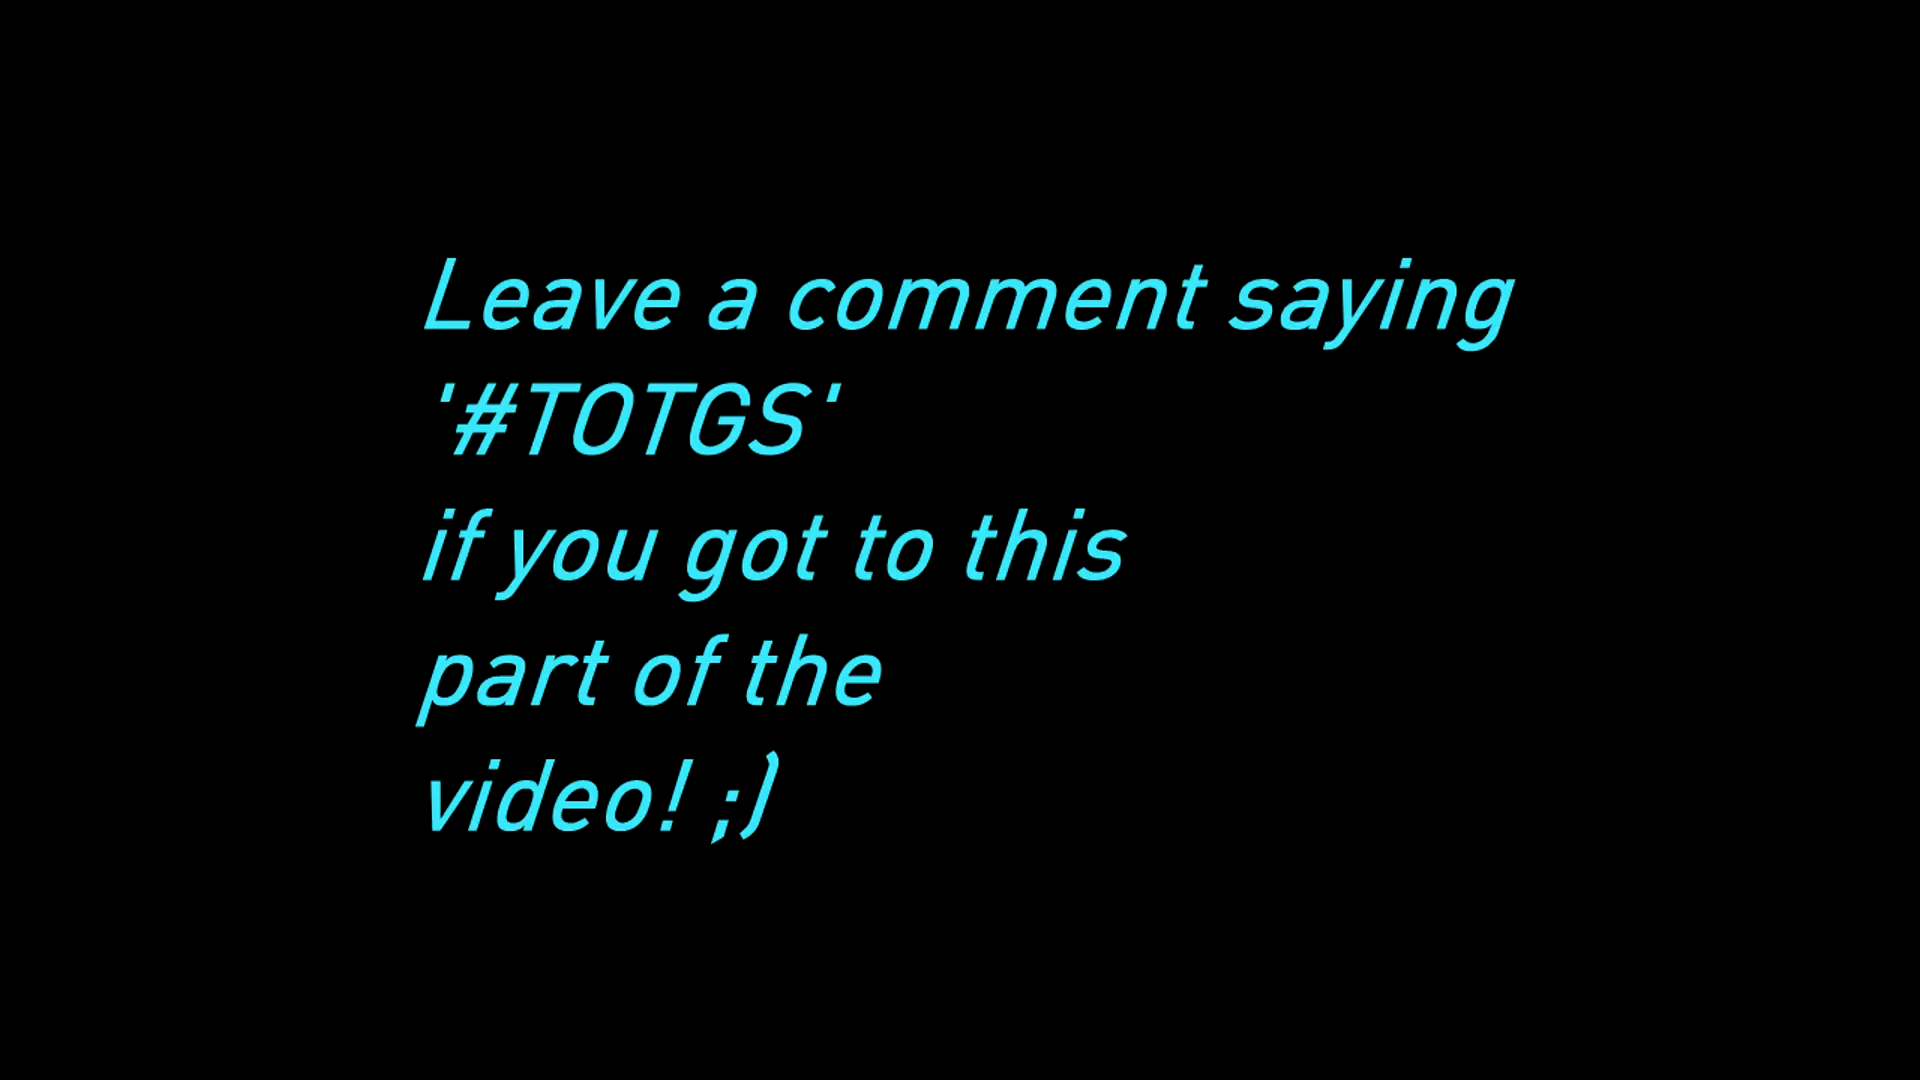 Leave a comment saying
'#TOTGS'
if you got to this
part of the
video! ;)